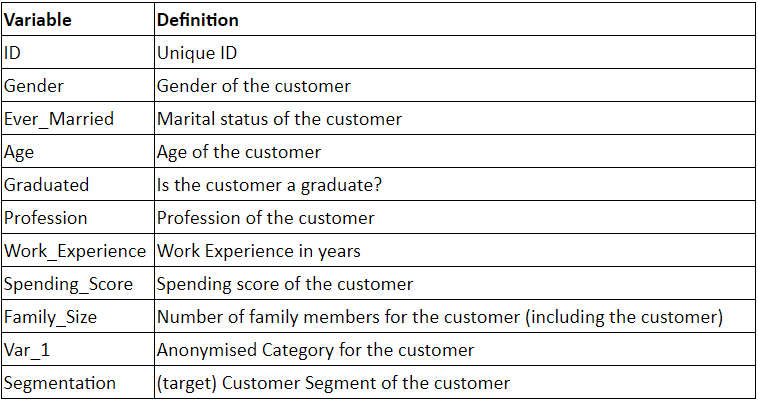 Variable Definition
ID Unique ID
Gender Gender of the customer
Ever_Married Marital status of the customer
Age Age of the customer
Graduated Is the customer a graduate?
Profession Profession of the customer
Work_Experience Work Experience in years
Spending_Score Spending score of the customer
Family_Size Number of family members for the customer (including the customer)
Var_1 Anonymised Category for the customer
Segmentation (target) Customer Segment of the customer